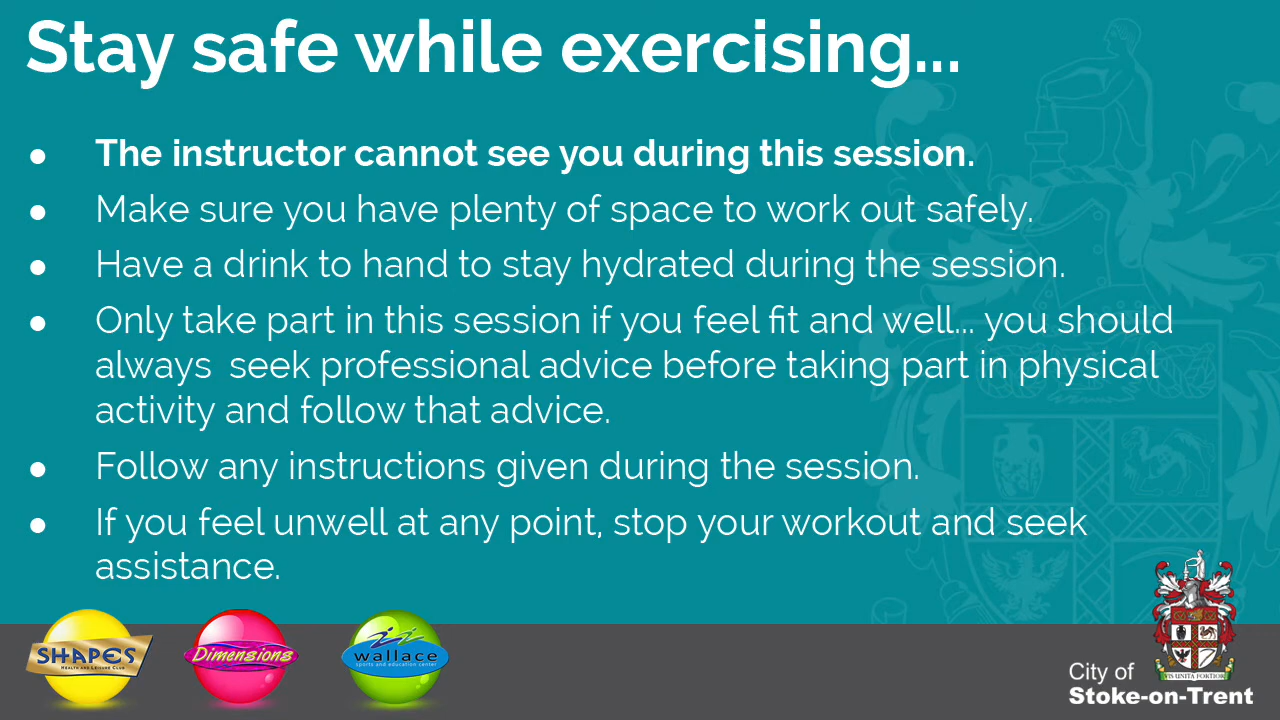 Stay safe while exercising...
● The instructor cannot see you during this session.
● Make sure you have plenty of space to work out safely.
● Have a drink to hand to stay hydrated during the session.
● Only take part in this session if you feel fit and well... you should
always  seek professional advice before taking part in physical
activity and follow that advice.
● Follow any instructions given during the session.
● If you feel unwell at any point, stop your workout and seek
assistance.
SHAPES
HEALTH AND LEISURE CLUB
Dimensions
wallace
sports and education center
VIS UNITA FORTIOR
City of
Stoke-on-Trent